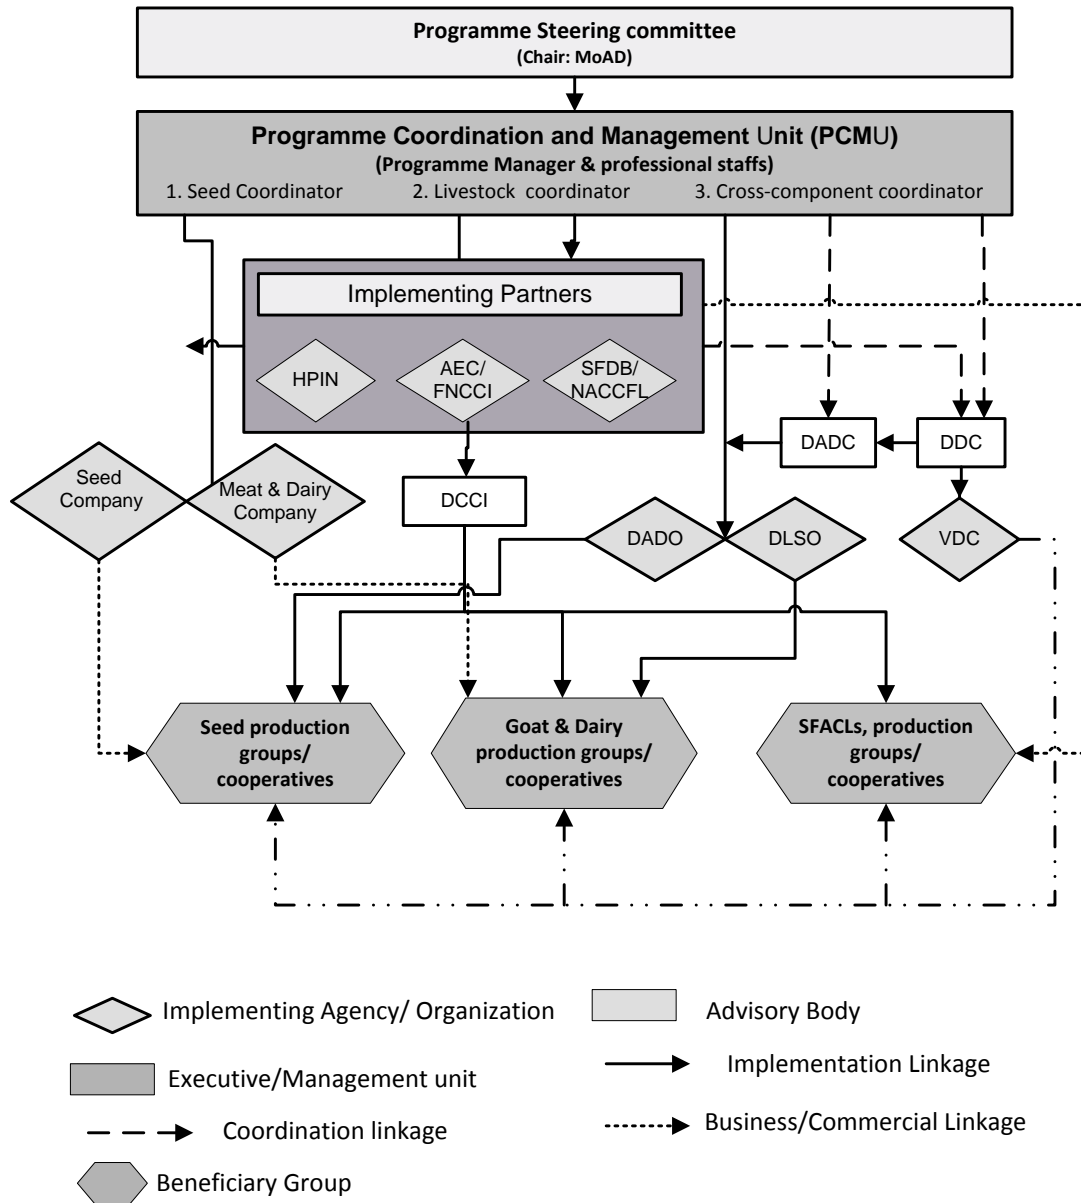 Programme Steering committee
(Chair: MoAD)
Programme Coordination and Management Unit (PCMU)
(Programme Manager & professional staffs)
1. Seed Coordinator 2. Livestock coordinator 3. Cross-component coordinator
Implementing Partners
HPIN
AEC/
FNCCI
SFDB/
NACCFL
DADC
DDC
Seed
Company
Meat & Dairy
Company
DCCI
DADO
DLSO
VDC
Seed production
groups/
cooperatives
Goat & Dairy
production groups/
cooperatives
SFACLs, production
groups/
cooperatives
Implementing Agency/ Organization
Advisory Body
Executive/Management unit
Implementation Linkage
Coordination linkage
Business/Commercial Linkage
Beneficiary Group